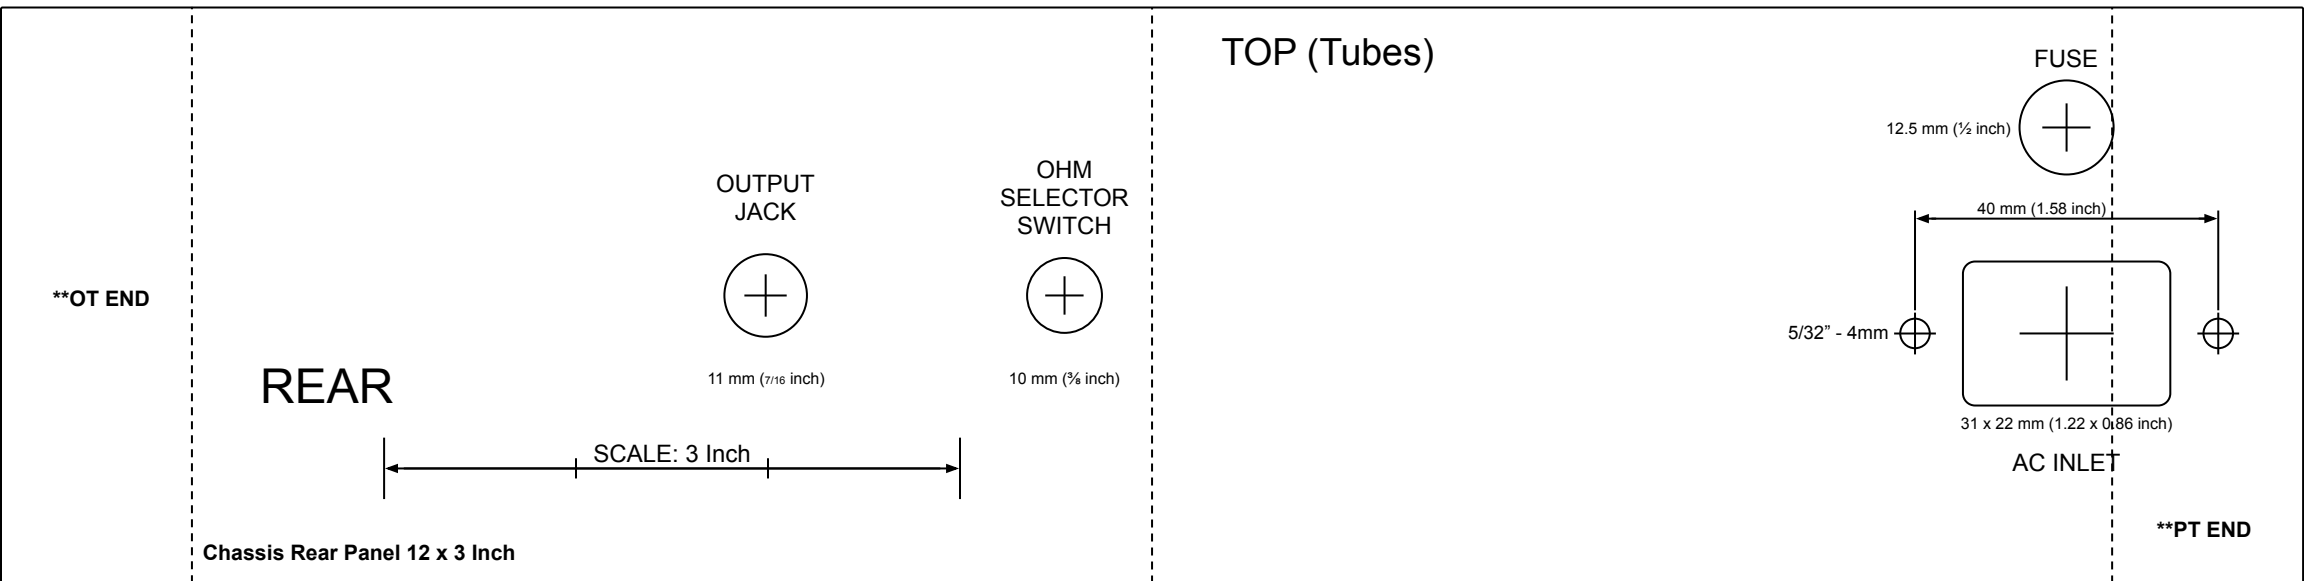 TOP (Tubes)
FUSE
12.5 mm (½ inch)
OUTPUT
JACK
OHM
SELECTOR
SWITCH
40 mm (1.58 inch)
**OT END
5/32” - 4mm
REAR
11 mm (7/16 inch)
10 mm (⅜ inch)
31 x 22 mm (1.22 x 0.86 inch)
SCALE: 3 Inch
AC INLET
**PT END
Chassis Rear Panel 12 x 3 Inch